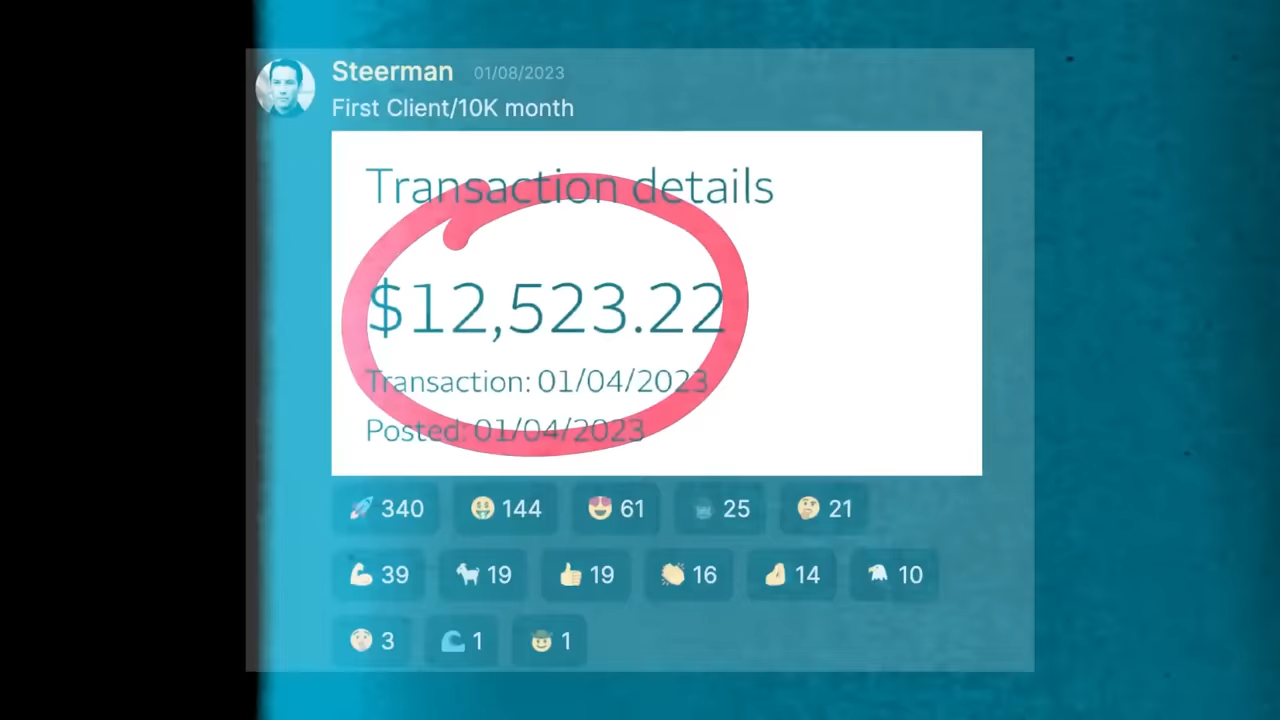 Steerman 01/08/2023
First Client/10K month
Transaction details
$12,523.22
Transaction: 01/04/2023
Posted: 01/04/2023
340 144 61 25 21
39 19 19 16 14 10
3 1 1